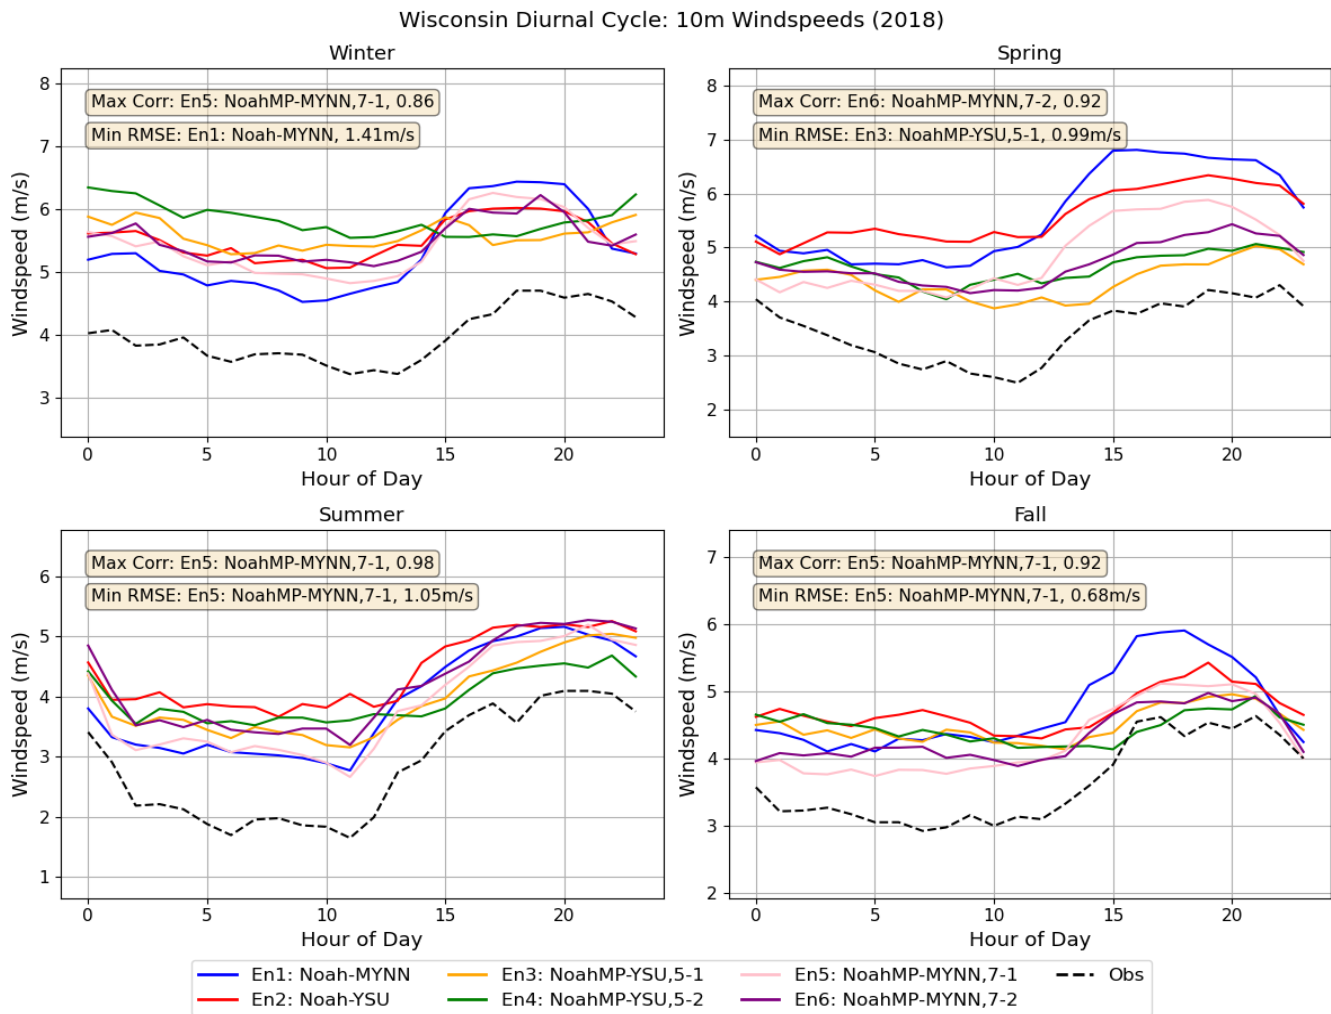 Wisconsin Diurnal Cycle: 10m Windspeeds (2018)
Winter
Max Corr: En5: NoahMP-MYNN,7-1, 0.86
Min RMSE: En1: Noah-MYNN, 1.41m/s
8
7
6
5
4
3
Windspeed (m/s)
0 5 10 15 20
Hour of Day
Spring
Max Corr: En6: NoahMP-MYNN,7-2, 0.92
Min RMSE: En3: NoahMP-YSU,5-1, 0.99m/s
8
7
6
5
4
3
2
Windspeed (m/s)
0 5 10 15 20
Hour of Day
Summer
Max Corr: En5: NoahMP-MYNN,7-1, 0.98
Min RMSE: En5: NoahMP-MYNN,7-1, 1.05m/s
6
5
4
3
2
1
Windspeed (m/s)
0 5 10 15 20
Hour of Day
Fall
Max Corr: En5: NoahMP-MYNN,7-1, 0.92
Min RMSE: En5: NoahMP-MYNN,7-1, 0.68m/s
7
6
5
4
3
2
Windspeed (m/s)
0 5 10 15 20
Hour of Day
En1: Noah-MYNN En3: NoahMP-YSU,5-1 En5: NoahMP-MYNN,7-1 Obs
En2: Noah-YSU En4: NoahMP-YSU,5-2 En6: NoahMP-MYNN,7-2